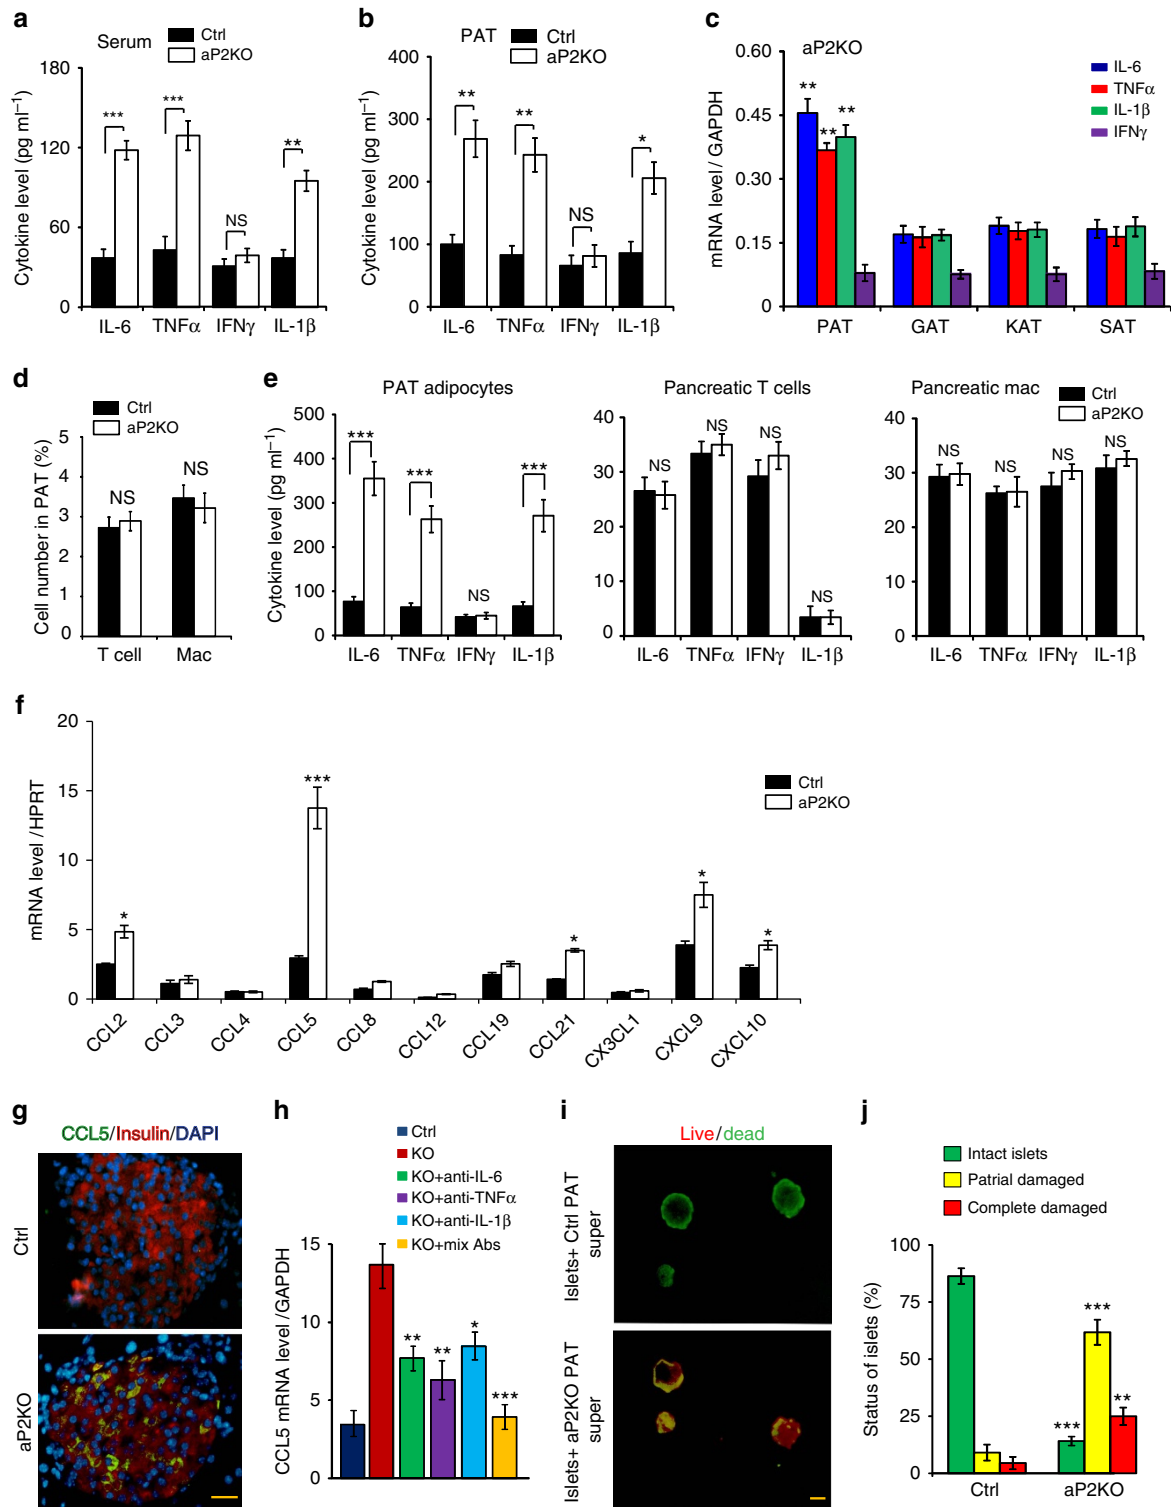 a
Serum
Ctrl
aP2KO
Cytokine level (pg ml⁻¹)
180
120
60
0
***
***
NS
**
IL-6 TNFα IFNγ IL-1β
b
PAT
Ctrl
aP2KO
Cytokine level (pg ml⁻¹)
400
300
200
100
0
**
**
NS
*
IL-6 TNFα IFNγ IL-1β
c
aP2KO
IL-6
TNFα
IL-1β
IFNγ
mRNA level / GAPDH
0.60
0.45
0.30
0.15
0
**
**
**
PAT GAT KAT SAT
d
Ctrl
aP2KO
Cell number in PAT (%)
5
4
3
2
1
0
NS
NS
T cell Mac
e
PAT adipocytes
Cytokine level (pg ml⁻¹)
500
400
300
200
100
0
***
***
NS
***
IL-6 TNFα IFNγ IL-1β
Pancreatic T cells
40
30
20
10
0
NS
NS
NS
NS
IL-6 TNFα IFNγ IL-1β
Pancreatic mac
Ctrl
aP2KO
40
30
20
10
0
NS
NS
NS
NS
IL-6 TNFα IFNγ IL-1β
f
mRNA level /HPRT
20
15
10
5
0
Ctrl
aP2KO
*
***
*
*
*
CCL2 CCL3 CCL4 CCL5 CCL8 CCL12 CCL19 CCL21 CX3CL1 CXCL9 CXCL10
g
CCL5/Insulin/DAPI
Ctrl
aP2KO
h
Ctrl
KO
KO+anti-IL-6
KO+anti-TNFα
KO+anti-IL-1β
KO+mix Abs
CCL5 mRNA level /GAPDH
15
10
5
0
**
**
*
***
i
Live/dead
Islets+ Ctrl PAT
super
Islets+ aP2KO PAT
super
j
Intact islets
Patrial damaged
Complete damaged
Status of islets (%)
100
75
50
25
0
***
***
**
Ctrl aP2KO